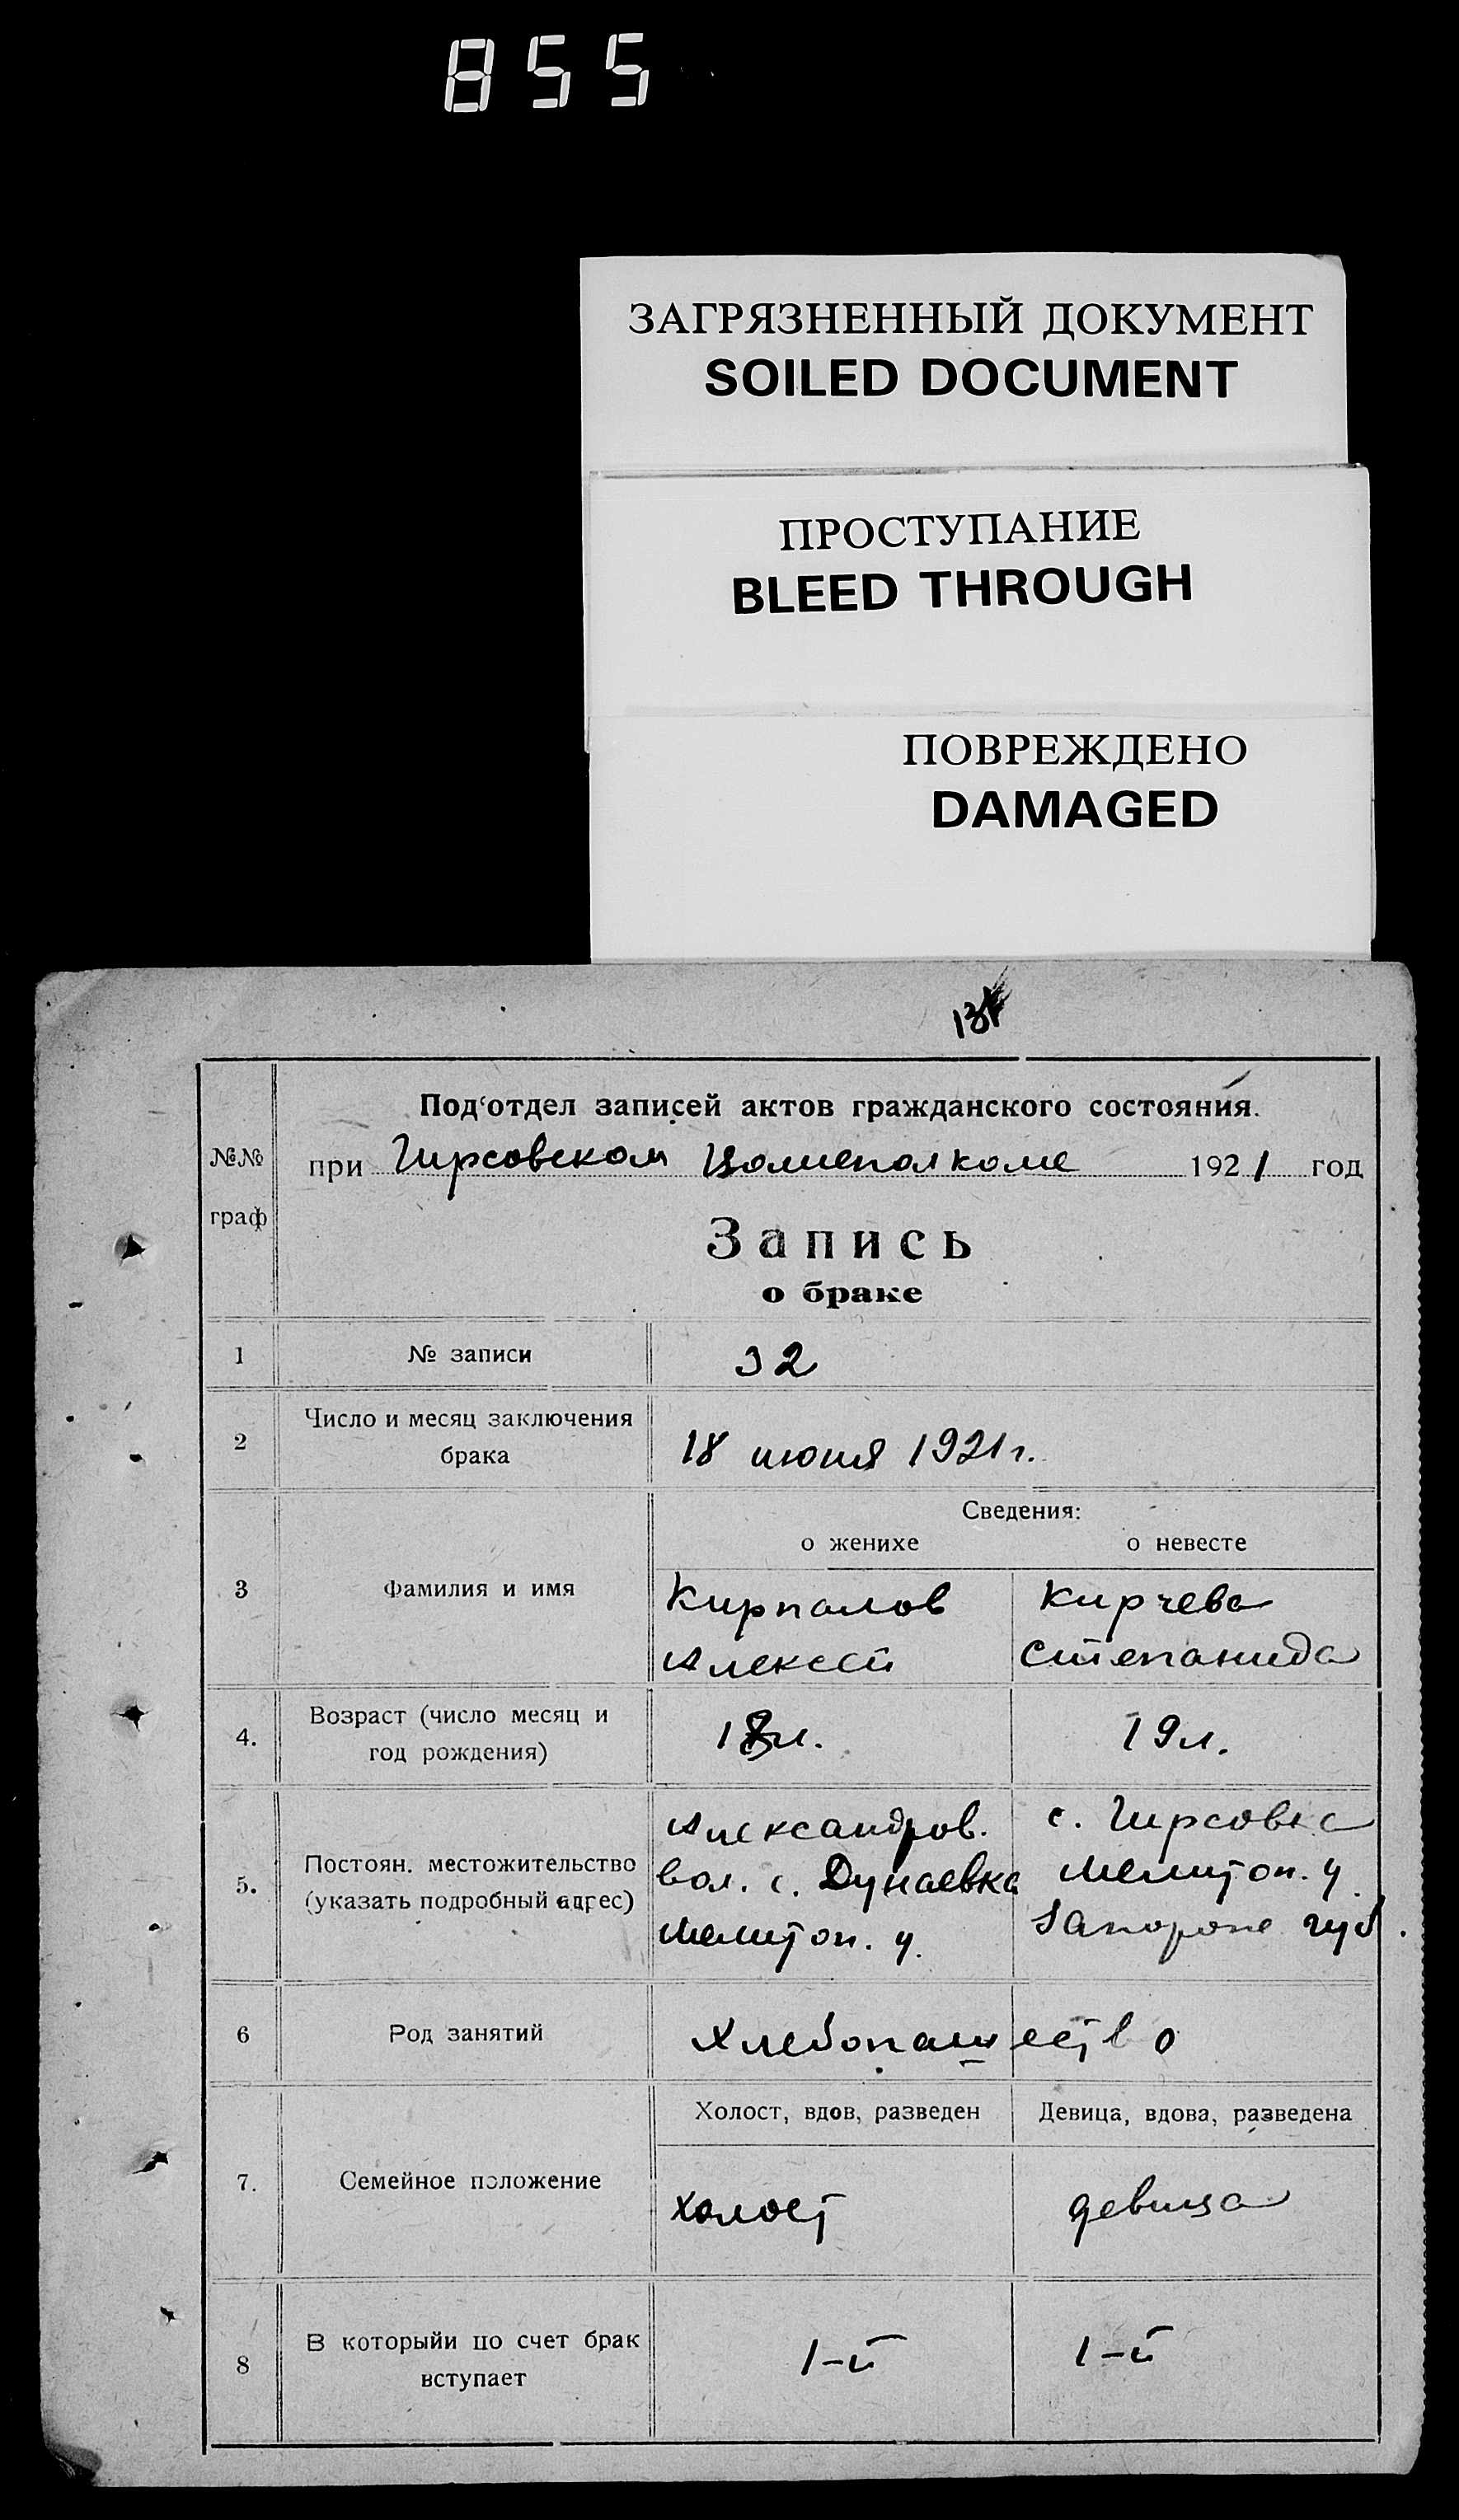 855
ЗАГРЯЗНЕННЫЙ ДОКУМЕНТ
SOILED DOCUMENT
ПРОСТУПАНИЕ
BLEED THROUGH
ПОВРЕЖДЕНО
DAMAGED
№№ граф
Под‘отдел записей актов гражданского состояния.
при Гирсовском 1921 год
Запись
о браке
1 № записи 32
2 Число и месяц заключения
брака
18 июня 1921 г.
Сведения:
о женихе о невесте
3 Фамилия и имя
Кирпалов Кирчева
Алексей Степанида
4. Возраст (число месяц и
год рождения)
18 л. 19 л.
5. Постоян. местожительство
(указать подробный адрес)
Александров. с. Гирсовка
вол. с. Дунаевка Мелитоп. у.
Мелитоп. у. Запорож губ.
6 Род занятий Хлебопашество
Холост, вдов, разведен Девица, вдова, разведена
7. Семейное положение
холост девица
8 В которыйи по счет брак
вступает
1-й 1-й